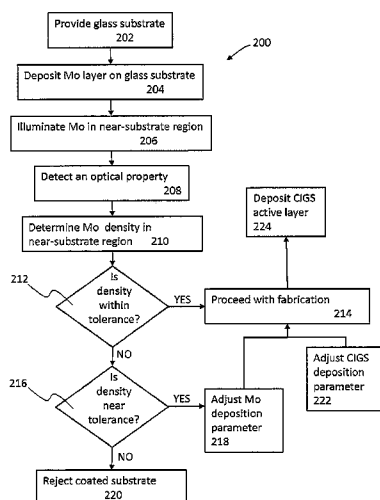 Provide glass substrate
202
200
Deposit Mo layer on glass substrate
204
Illuminate Mo in near-substrate region
206
Detect an optical property
208
Determine Mo density in
near-substrate region 210
Deposit CIGS
active layer
224
212
Is
density
within
tolerance?
YES
Proceed with fabrication
214
NO
216
Is
density
near
tolerance?
YES
Adjust Mo
deposition
parameter
218
Adjust CIGS
deposition
parameter
222
NO
Reject coated substrate
220